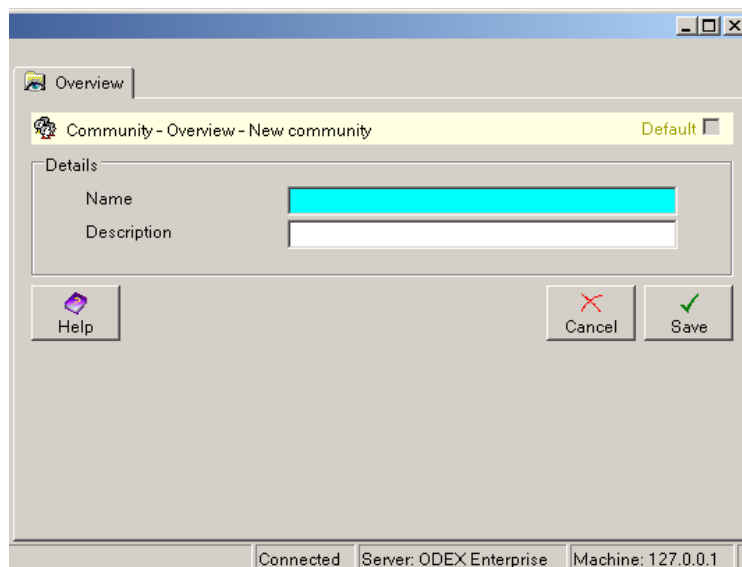 Overview
Community - Overview - New community Default
Details
Name
Description
Help Cancel Save
Connected Server: ODEX Enterprise Machine: 127.0.0.1